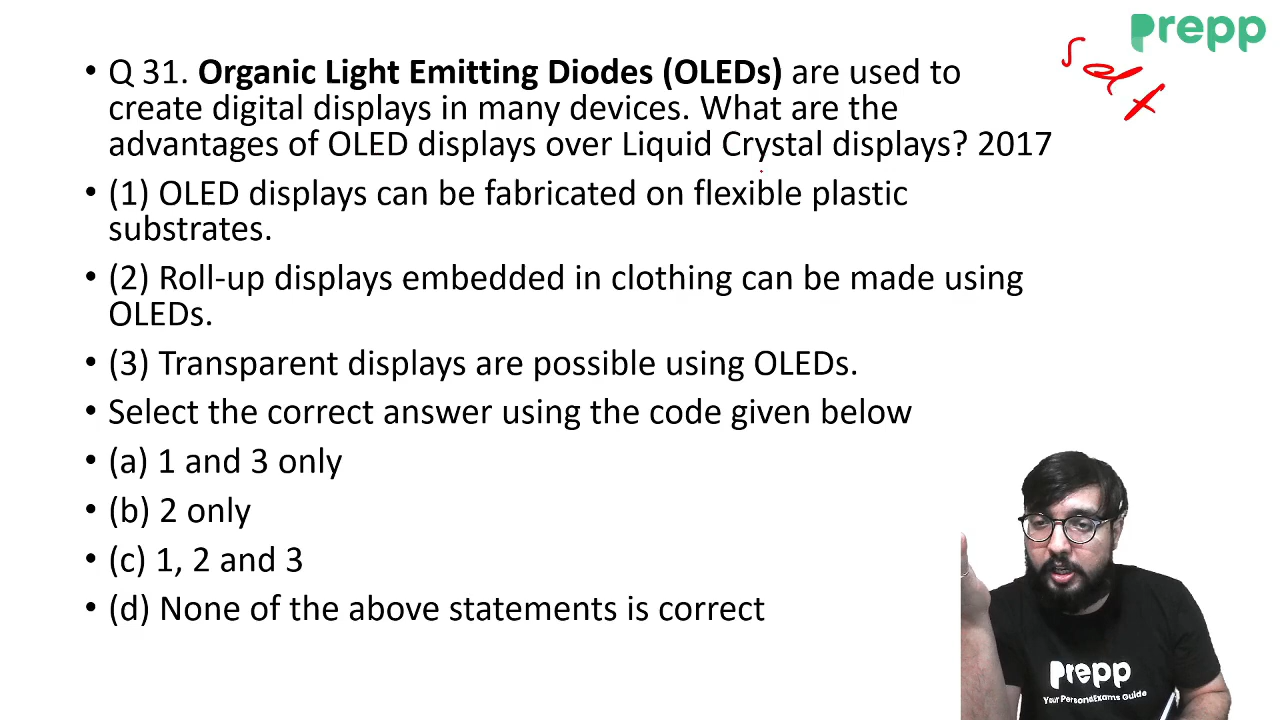 prepp
• Q 31. Organic Light Emitting Diodes (OLEDs) are used to
create digital displays in many devices. What are the
advantages of OLED displays over Liquid Crystal displays? 2017
• (1) OLED displays can be fabricated on flexible plastic
substrates.
• (2) Roll-up displays embedded in clothing can be made using
OLEDs.
• (3) Transparent displays are possible using OLEDs.
• Select the correct answer using the code given below
• (a) 1 and 3 only
• (b) 2 only
• (c) 1, 2 and 3
• (d) None of the above statements is correct
prepp
Your Personal Exams Guide